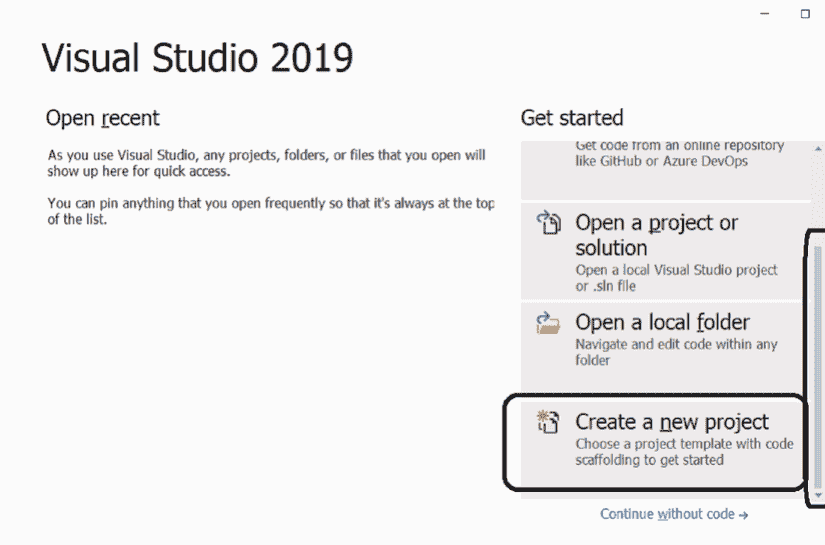 Visual Studio 2019
Open recent
As you use Visual Studio, any projects, folders, or files that you open will
show up here for quick access.
You can pin anything that you open frequently so that it's always at the top
of the list.
Get started
Get code from an online repository
like GitHub or Azure DevOps
Open a project or
solution
Open a local Visual Studio project
or .sln file
Open a local folder
Navigate and edit code within any
folder
Create a new project
Choose a project template with code
scaffolding to get started
Continue without code →